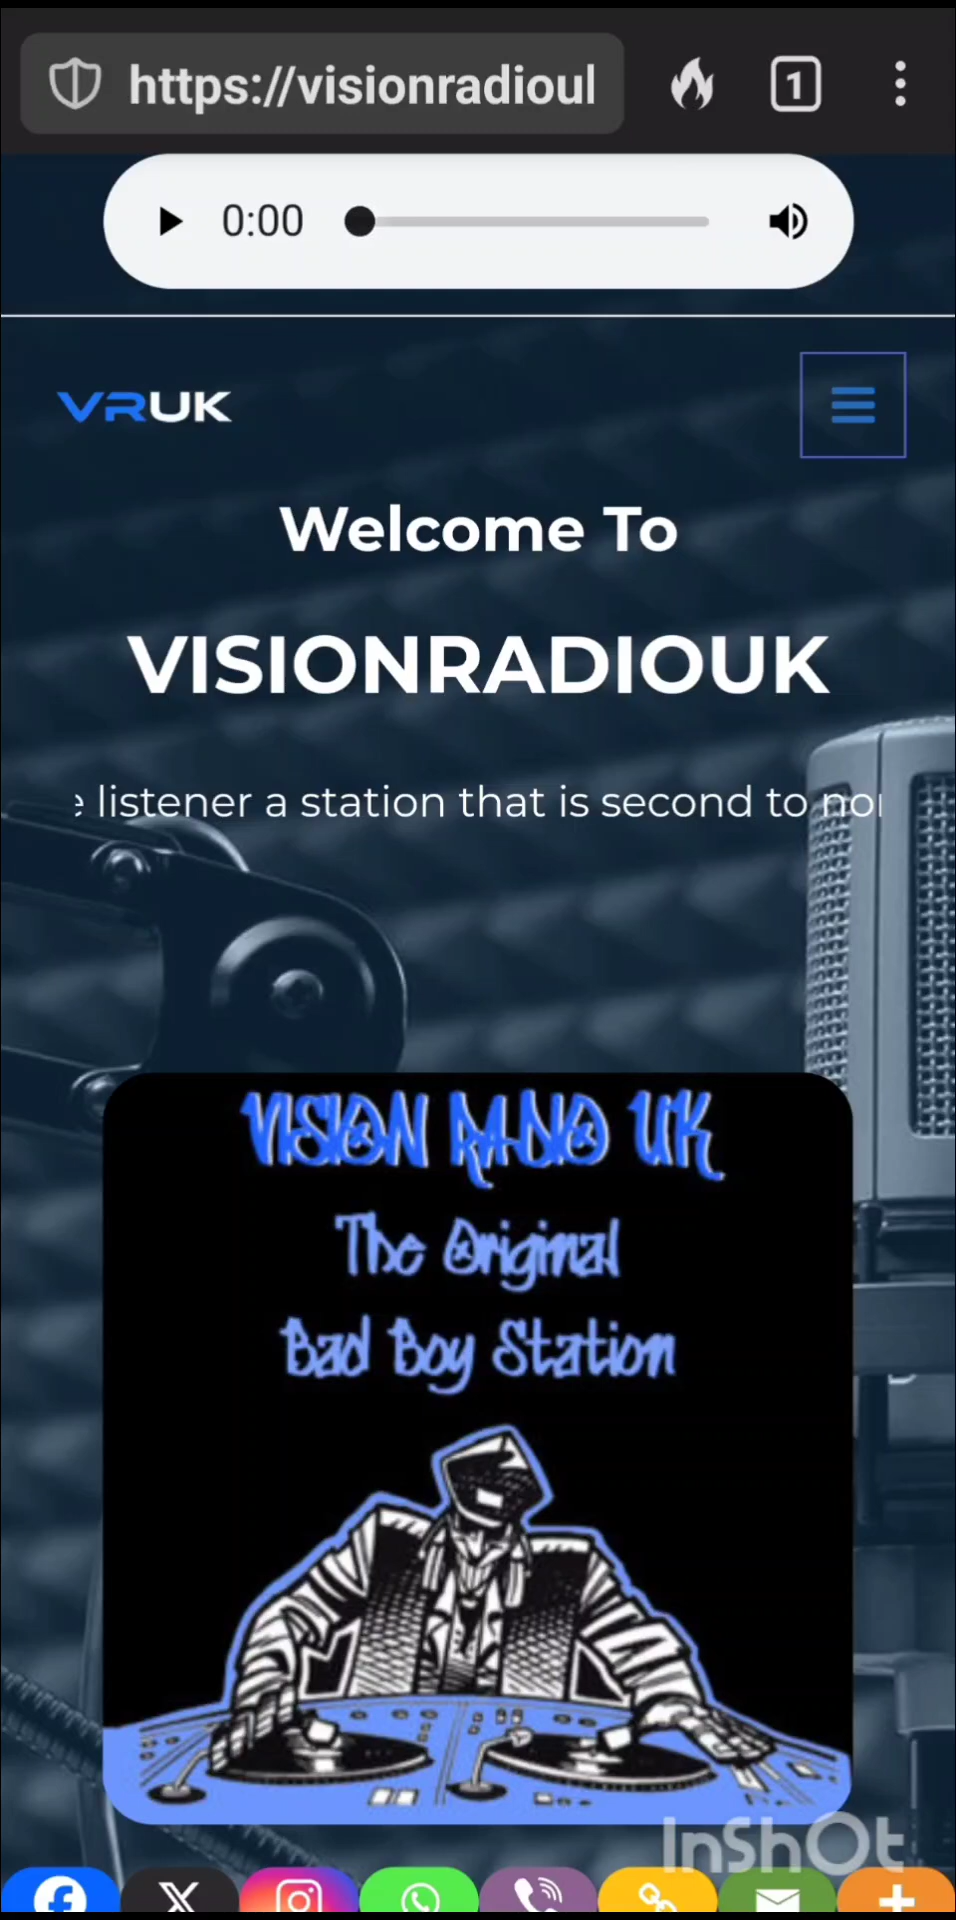 https://visionradioul
1
0:00
VRUK
Welcome To
VISIONRADIOUK
listener a station that is second to
VISION RADIO UK
The Original
Bad Boy Station
InShOt